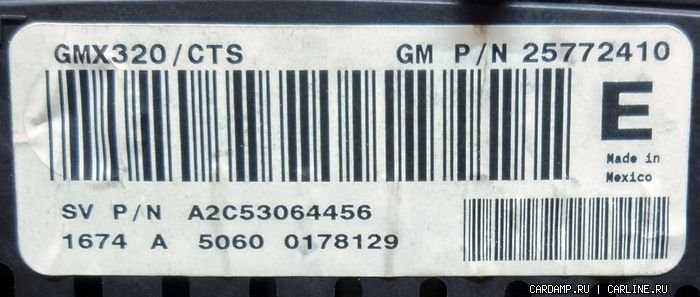 GMX320/CTS GM P/N 25772410
E
Made in
Mexico
SV P/N A2C53064456
1674 A 5060 0178129
CARDAMP.RU | CARLINE.RU